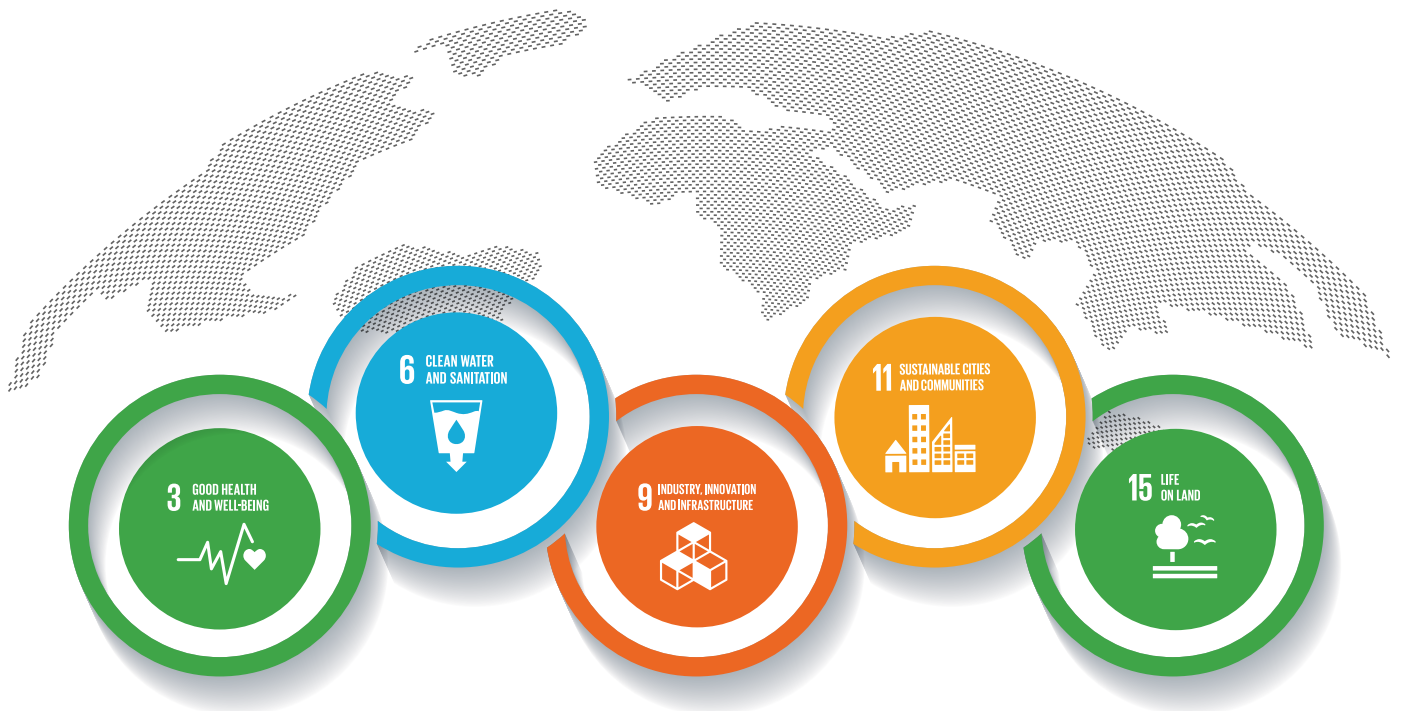 3 GOOD HEALTH
AND WELL-BEING
6 CLEAN WATER
AND SANITATION
9 INDUSTRY, INNOVATION
AND INFRASTRUCTURE
11 SUSTAINABLE CITIES
AND COMMUNITIES
15 LIFE
ON LAND